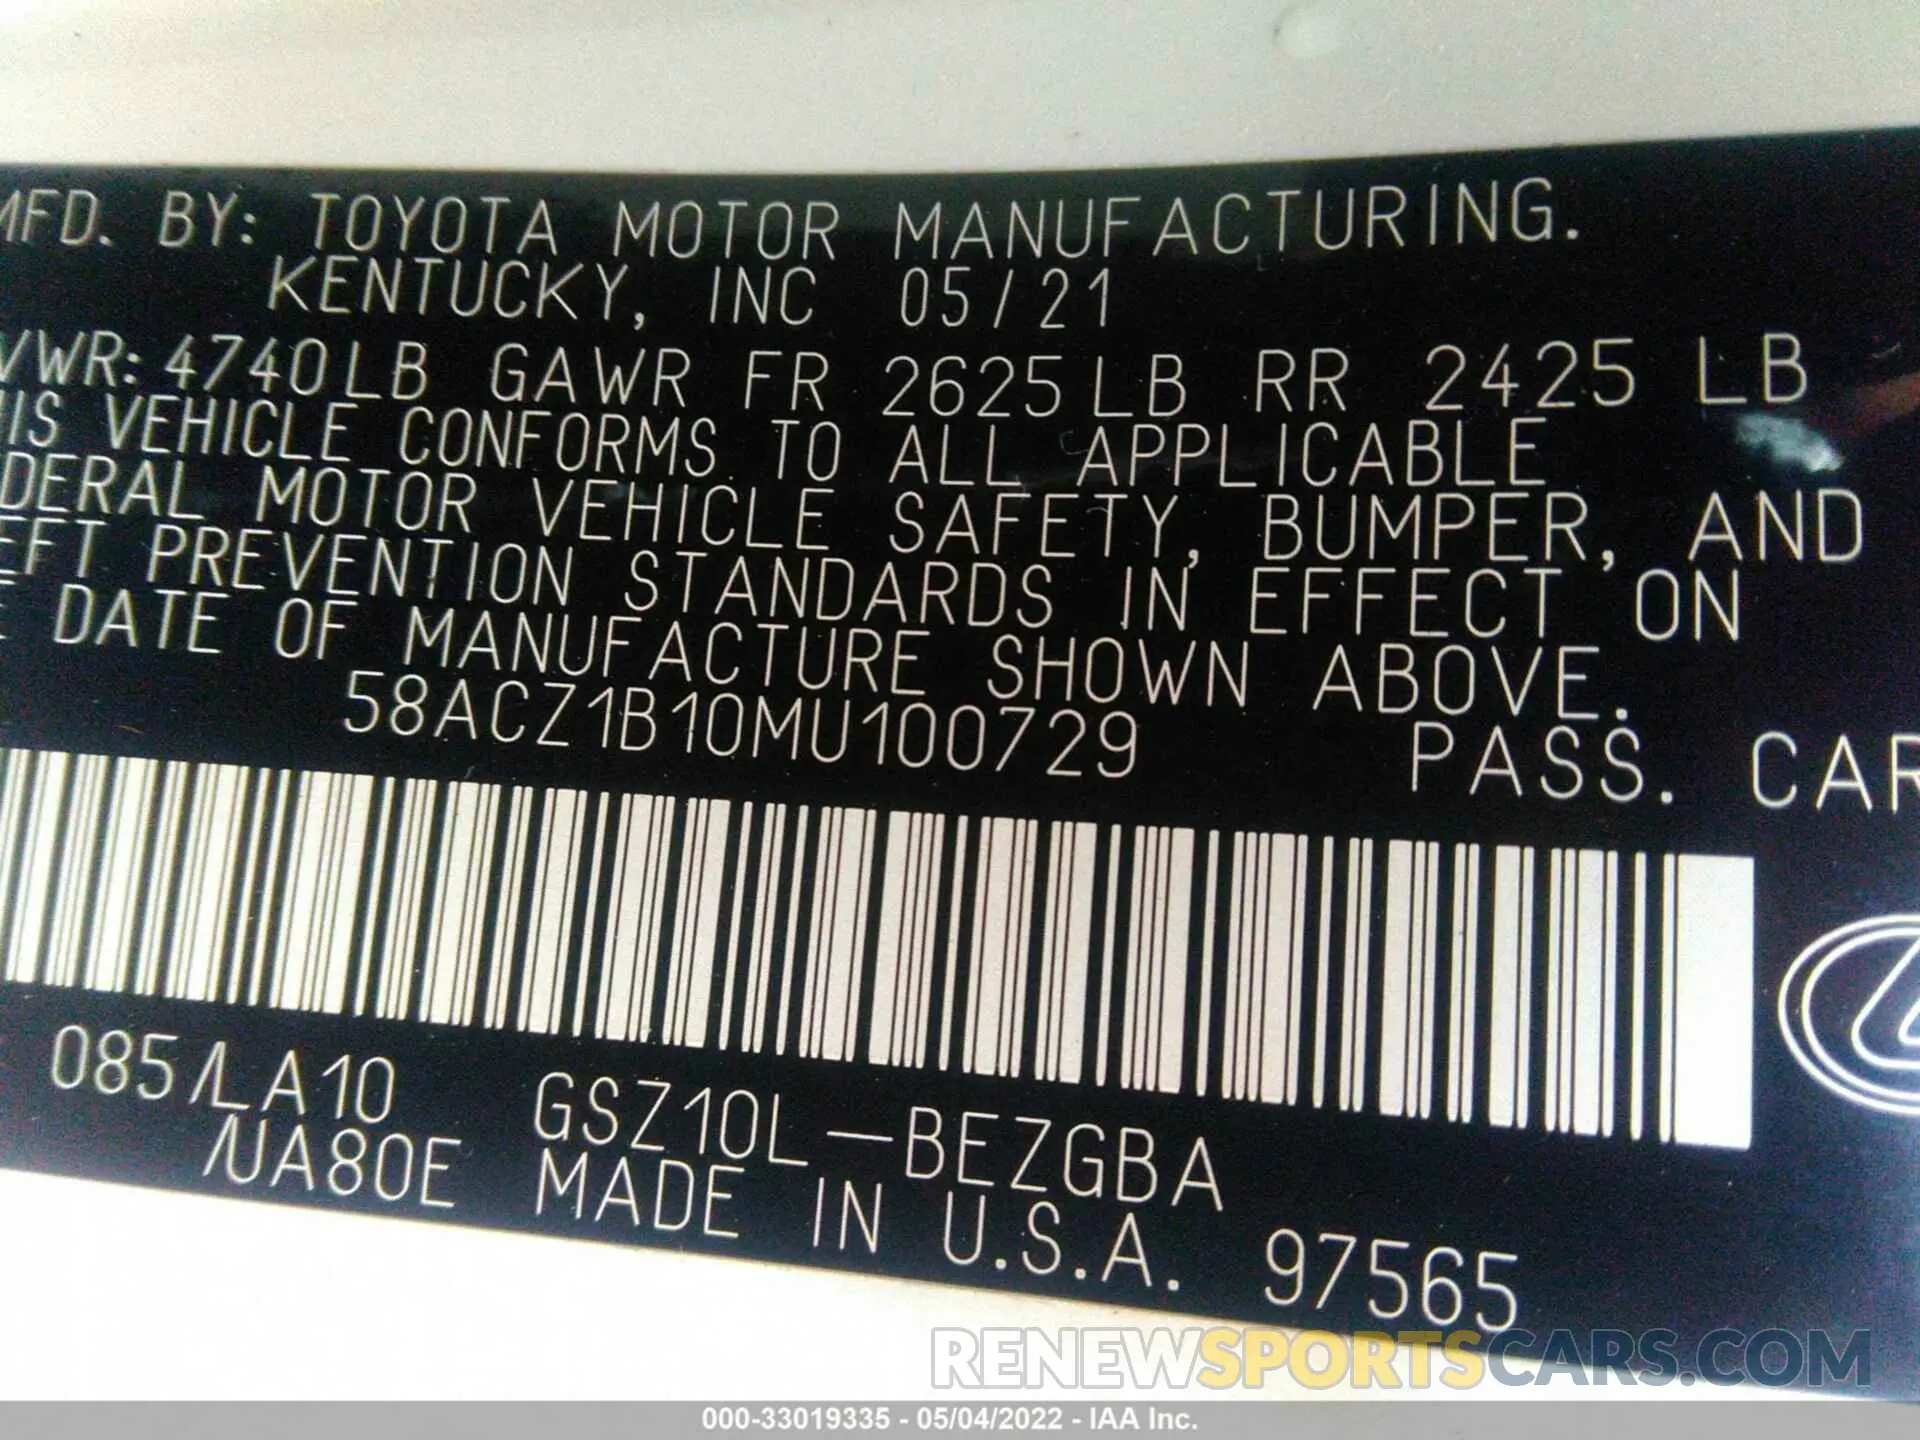 MFD. BY: TOYOTA MOTOR MANUFACTURING.
KENTUCKY, INC 05/21
VWR: 4740LB GAWR FR 2625LB RR 2425 LB
IS VEHICLE CONFORMS TO ALL APPLICABLE
DERAL MOTOR VEHICLE SAFETY, BUMPER, AND
EFT PREVENTION STANDARDS IN EFFECT ON
E DATE OF MANUFACTURE SHOWN ABOVE.
58ACZ1B10MU100729 PASS. CAR
085/LA10 GSZ10L-BEZGBA
/UA80E MADE IN U.S.A. 97565
RENEWSPORTSCARS.COM
000-33019335 - 05/04/2022 - IAA Inc.